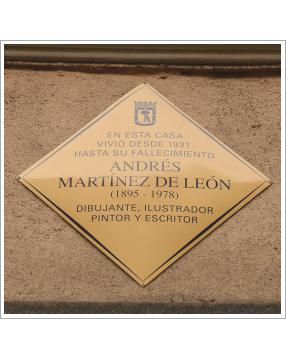 EN ESTA CASA
VIVIÓ DESDE 1931
HASTA SU FALLECIMIENTO
ANDRÉS
MARTÍNEZ DE LEÓN
(1895 - 1978)
DIBUJANTE, ILUSTRADOR
PINTOR Y ESCRITOR